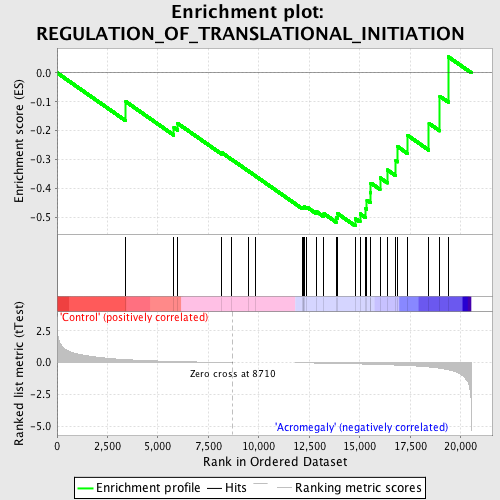 Enrichment plot:
REGULATION_OF_TRANSLATIONAL_INITIATION
Enrichment score (ES)
0.0
-0.1
-0.2
-0.3
-0.4
-0.5
'Control' (positively correlated)
Ranked list metric (tTest)
2.5
0.0
-2.5
-5.0
Zero cross at 8710
'Acromegaly' (negatively correlated)
0 2,500 5,000 7,500 10,000 12,500 15,000 17,500 20,000
Rank in Ordered Dataset
Enrichment profile Hits Ranking metric scores